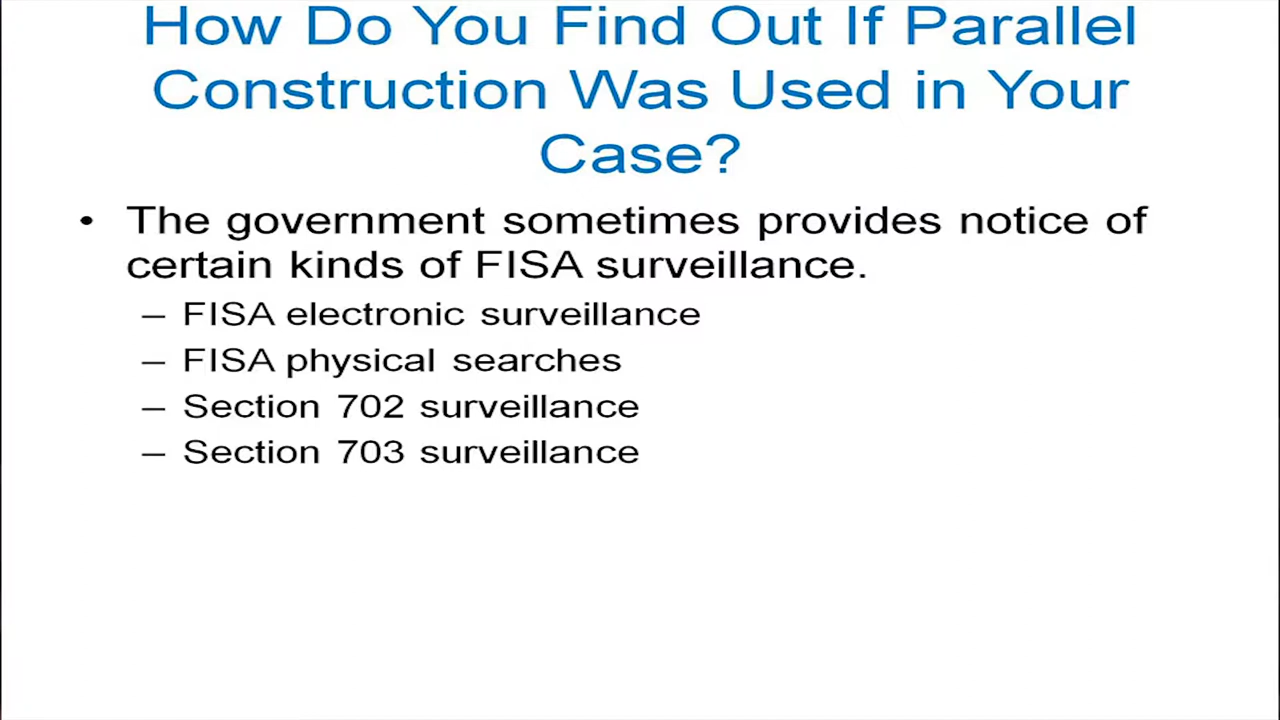 How Do You Find Out If Parallel
Construction Was Used in Your
Case?
• The government sometimes provides notice of
certain kinds of FISA surveillance.
– FISA electronic surveillance
– FISA physical searches
– Section 702 surveillance
– Section 703 surveillance